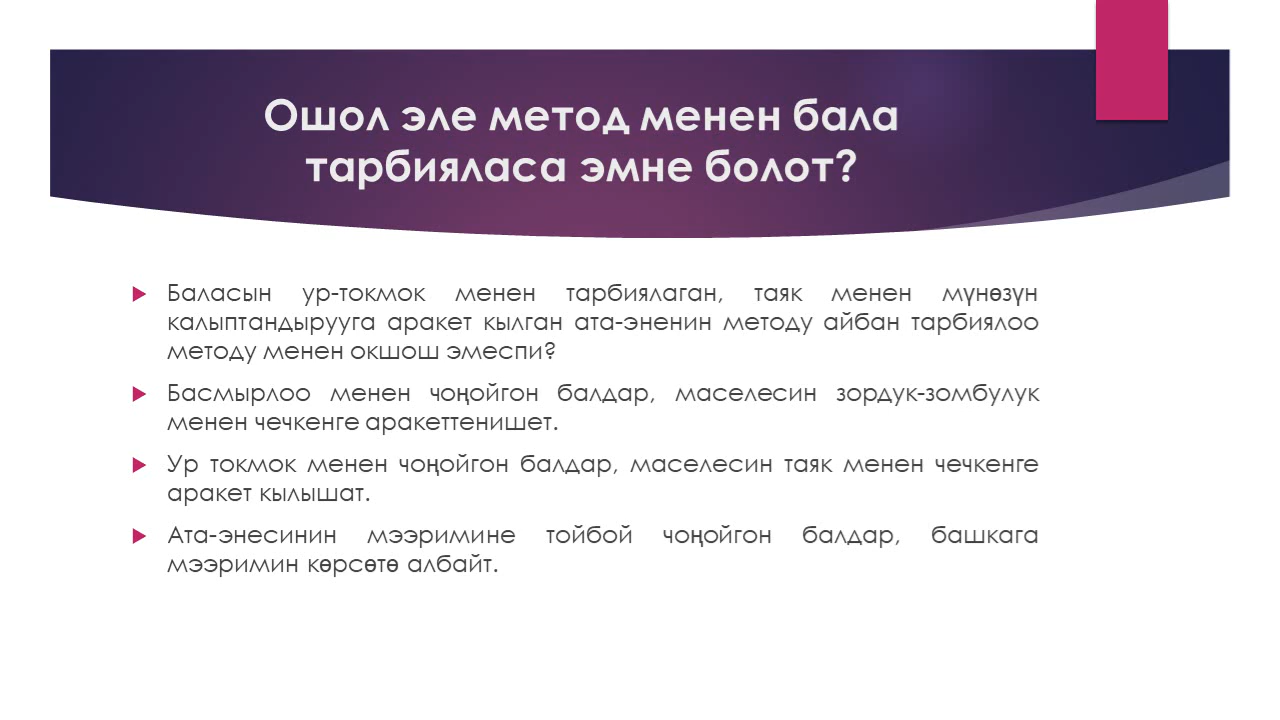 Ошол эле метод менен бала
тарбияласа эмне болот?
Баласын ур-токмок менен тарбиялаган, таяк менен мүнөзүн
калыптандырууга аракет кылган ата-эненин методу айбан тарбиялоо
методу менен окшош эмеспи?
Басмырлоо менен чоңойгон балдар, маселесин зордук-зомбулук
менен чечкенге аракеттенишет.
Ур токмок менен чоңойгон балдар, маселесин таяк менен чечкенге
аракет кылышат.
Ата-энесинин мээримине тойбой чоңойгон балдар, башкага
мээримин көрсөтө албайт.